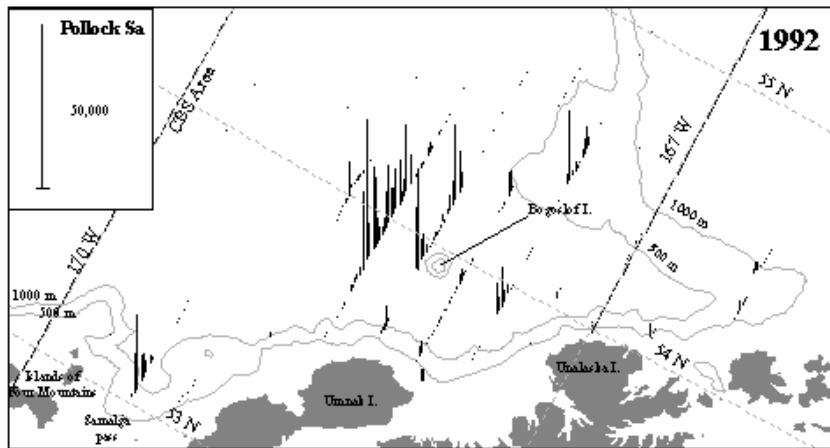 Pollock Sa
1992
50,000
CBS Area
55 N
167 W
Bogoslof I.
1000 m
500 m
170 W
1000 m
500 m
54 N
Islands of
Four Mountains
Umnak I.
Unalaska I.
53 N
Samalga
pass